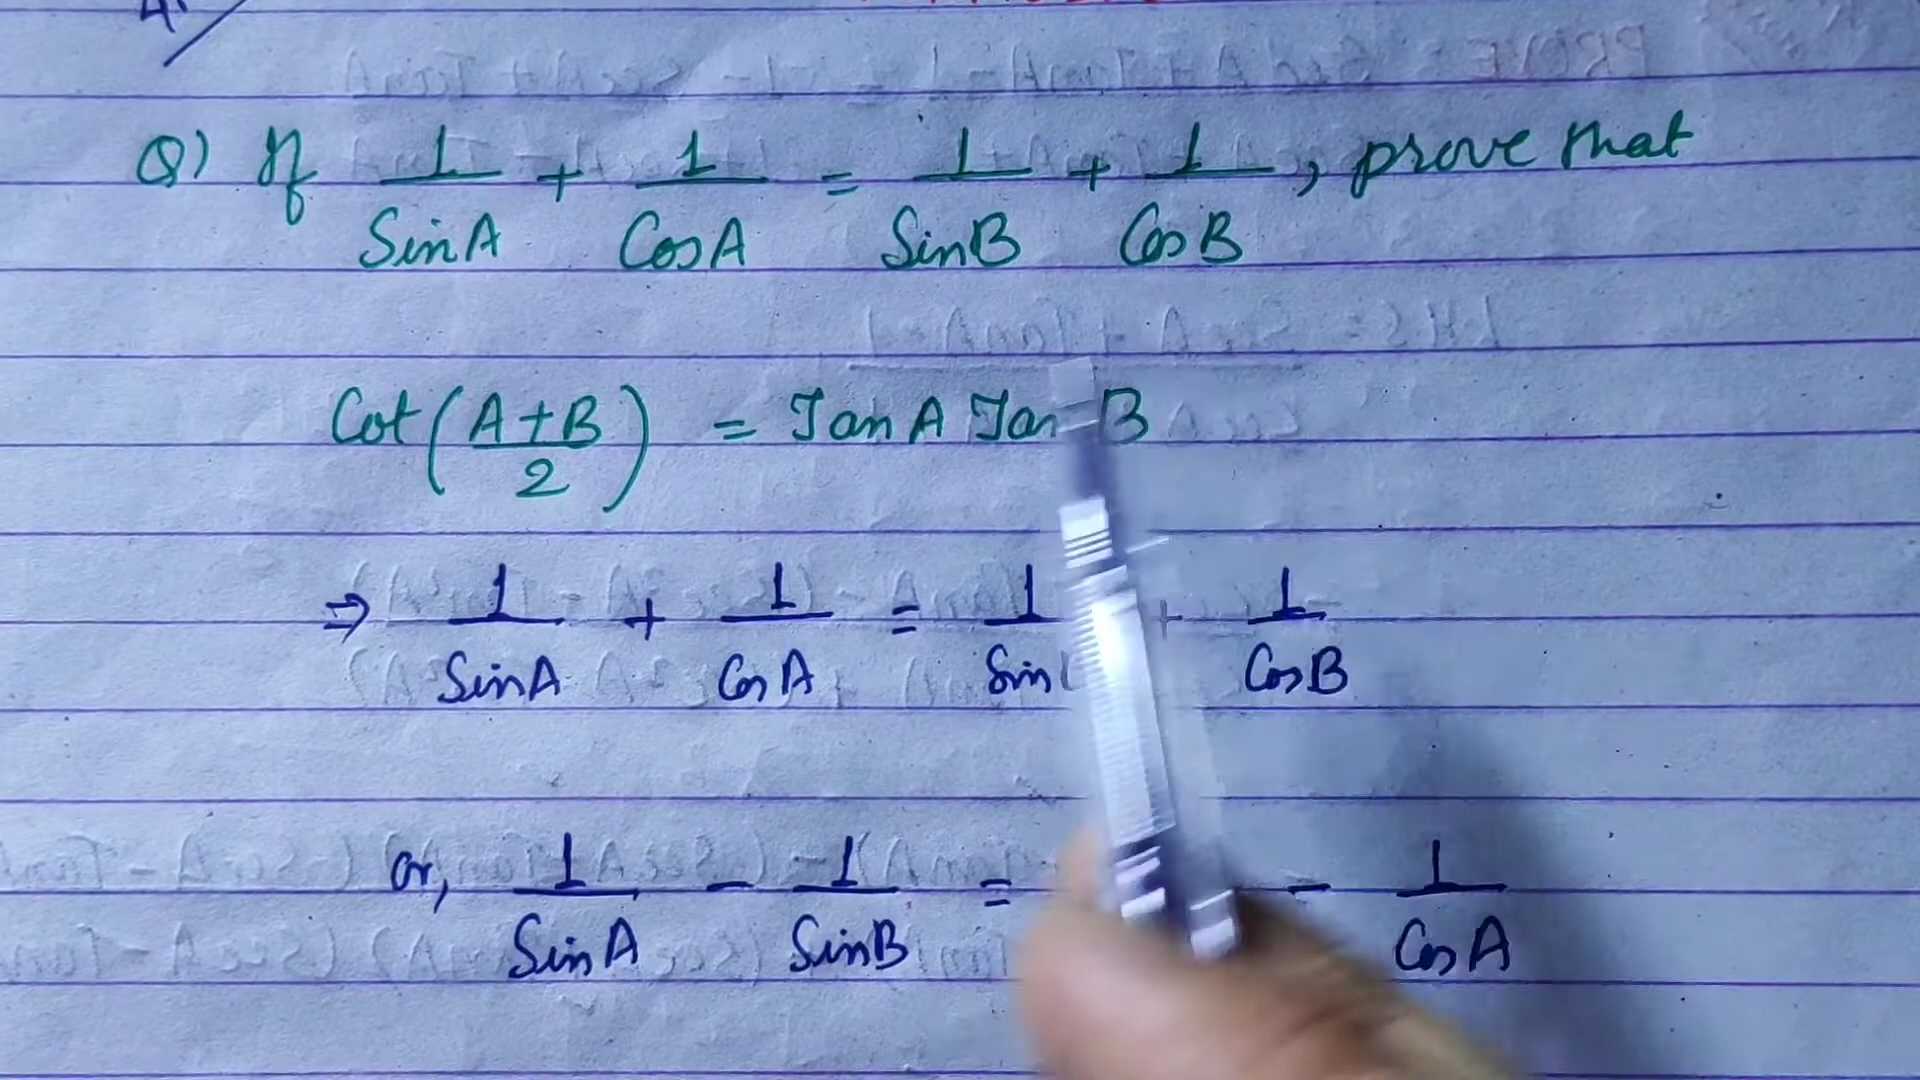 Q) If 1/SinA + 1/CosA = 1/SinB + 1/CosB, prove that
Cot(A+B/2) = TanA Tan B
⇒ 1/SinA + 1/CosA = 1/Sin + 1/CosB
or, 1/SinA - 1/SinB = - 1/CosA